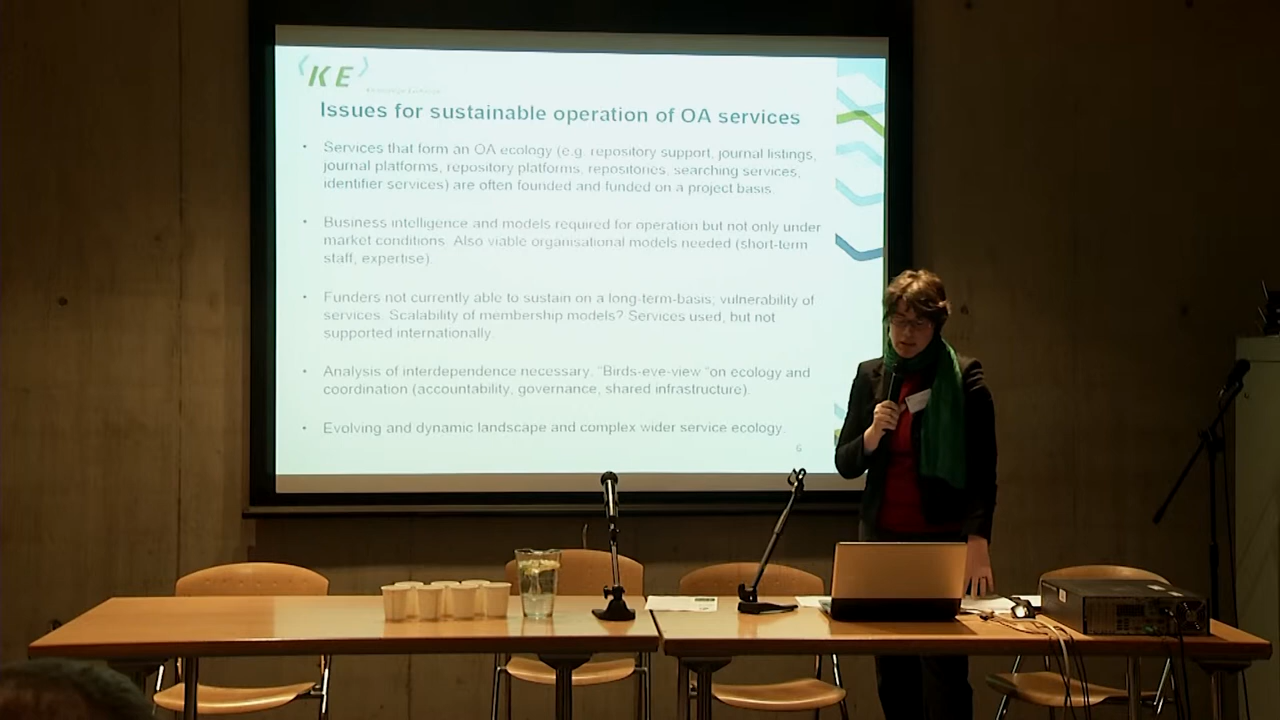 KE
Issues for sustainable operation of OA services
• Services that form an OA ecology (e.g. repository support, journal listings,
journal platforms, repository platforms, repositories, searching services,
identifier services) are often founded and funded on a project basis.
• Business intelligence and models required for operation but not only under
market conditions. Also viable organisational models needed (short-term
staff, expertise).
• Funders not currently able to sustain on a long-term-basis; vulnerability of
services. Scalability of membership models? Services used, but not
supported internationally.
• Analysis of interdependence necessary. "Birds-eye-view "on ecology and
coordination (accountability, governance, shared infrastructure).
• Evolving and dynamic landscape and complex wider service ecology.
6